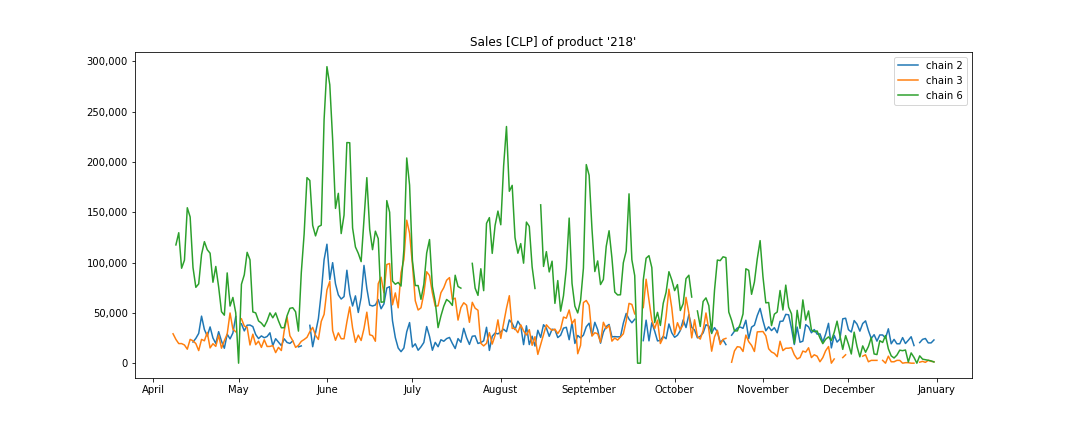 Sales [CLP] of product '218'
300,000
250,000
200,000
150,000
100,000
50,000
0
chain 2
chain 3
chain 6
April May June July August September October November December January